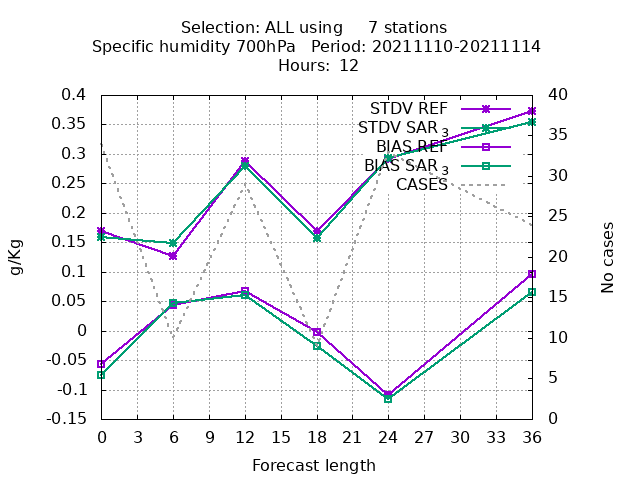 Selection: ALL using 7 stations
Specific humidity 700hPa Period: 20211110-20211114
Hours: 12
STDV REF
STDV SAR 3
BIAS REF
BIAS SAR 3
CASES
0.4
0.35
0.3
0.25
0.2
0.15
0.1
0.05
0
-0.05
-0.1
-0.15
g/Kg
40
35
30
25
20
15
10
5
0
No cases
0 3 6 9 12 15 18 21 24 27 30 33 36
Forecast length